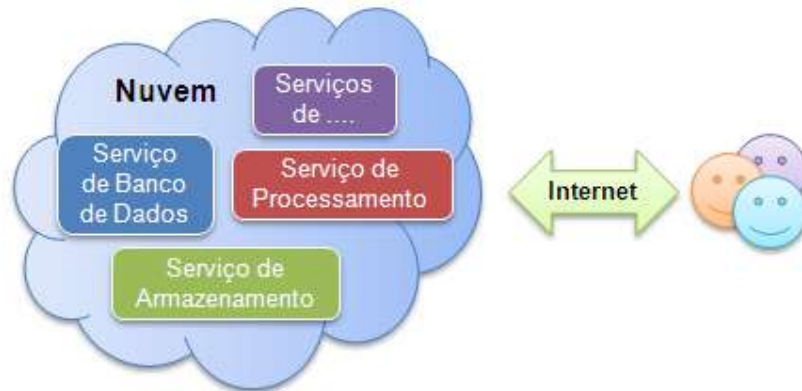 Nuvem
Serviços
de ....
Serviço
de Banco
de Dados
Serviço de
Processamento
Serviço de
Armazenamento
Internet